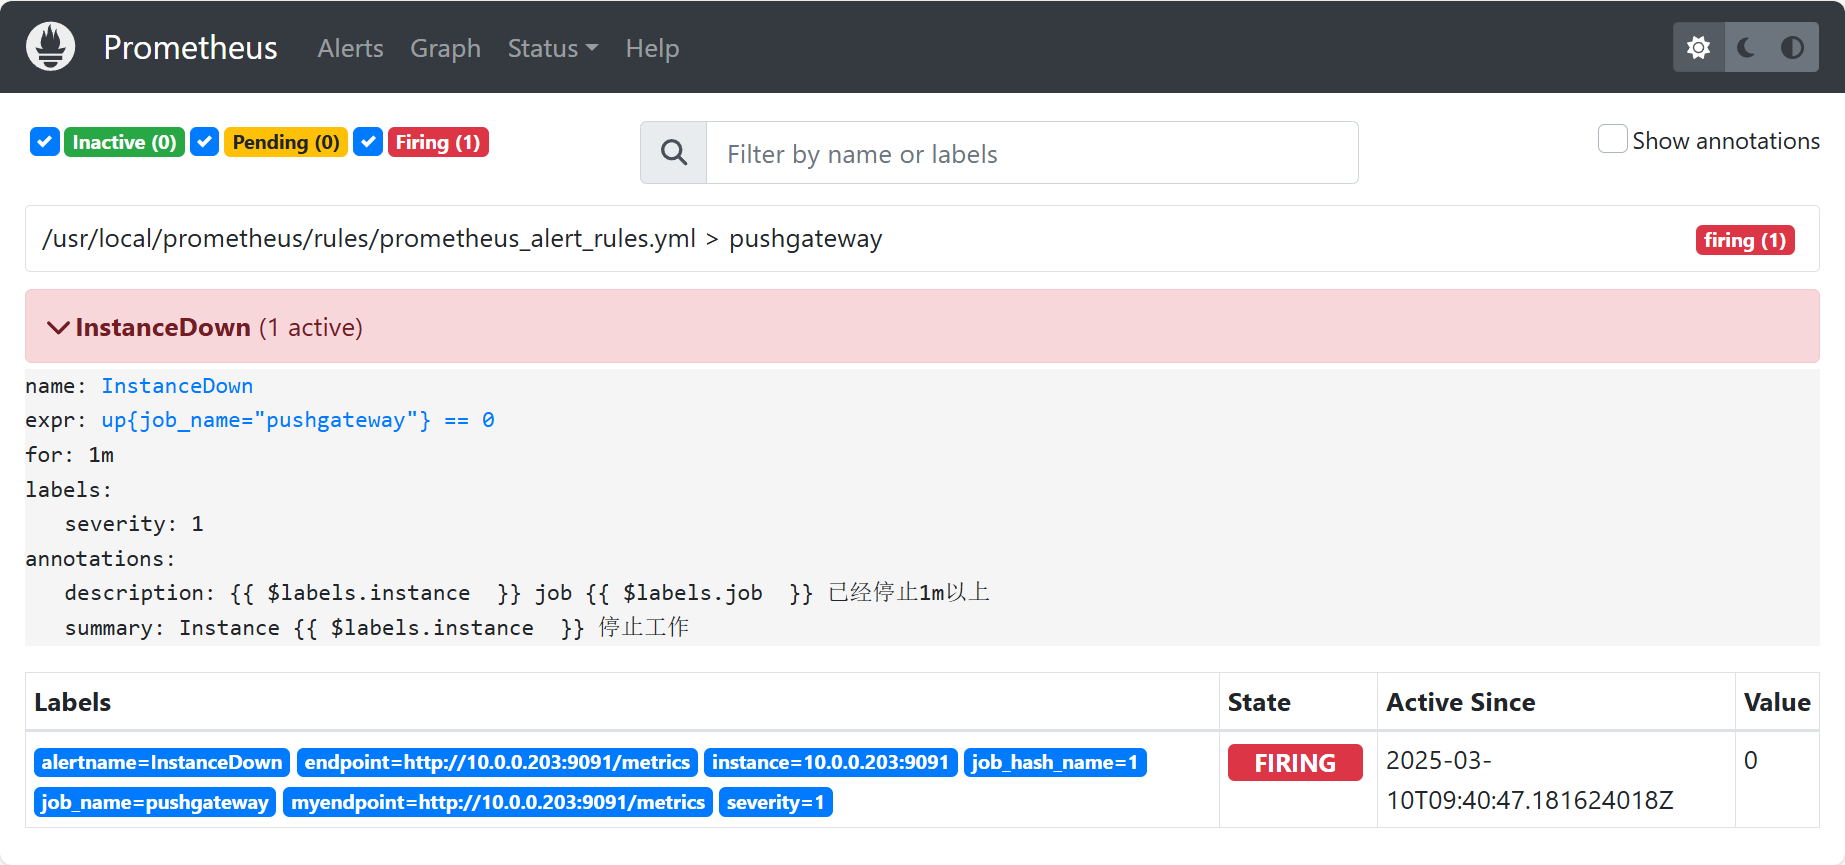 Prometheus Alerts Graph Status Help
Inactive (0) Pending (0) Firing (1) Filter by name or labels Show annotations
/usr/local/prometheus/rules/prometheus_alert_rules.yml > pushgateway firing (1)
InstanceDown (1 active)
name: InstanceDown
expr: up{job_name="pushgateway"} == 0
for: 1m
labels:
severity: 1
annotations:
description: {{ $labels.instance  }} job {{ $labels.job  }} 已经停止1m以上
summary: Instance {{ $labels.instance  }} 停止工作
Labels State Active Since Value
alertname=InstanceDown endpoint=http://10.0.0.203:9091/metrics instance=10.0.0.203:9091 job_hash_name=1 FIRING 2025-03- 0
job_name=pushgateway myendpoint=http://10.0.0.203:9091/metrics severity=1 10T09:40:47.181624018Z